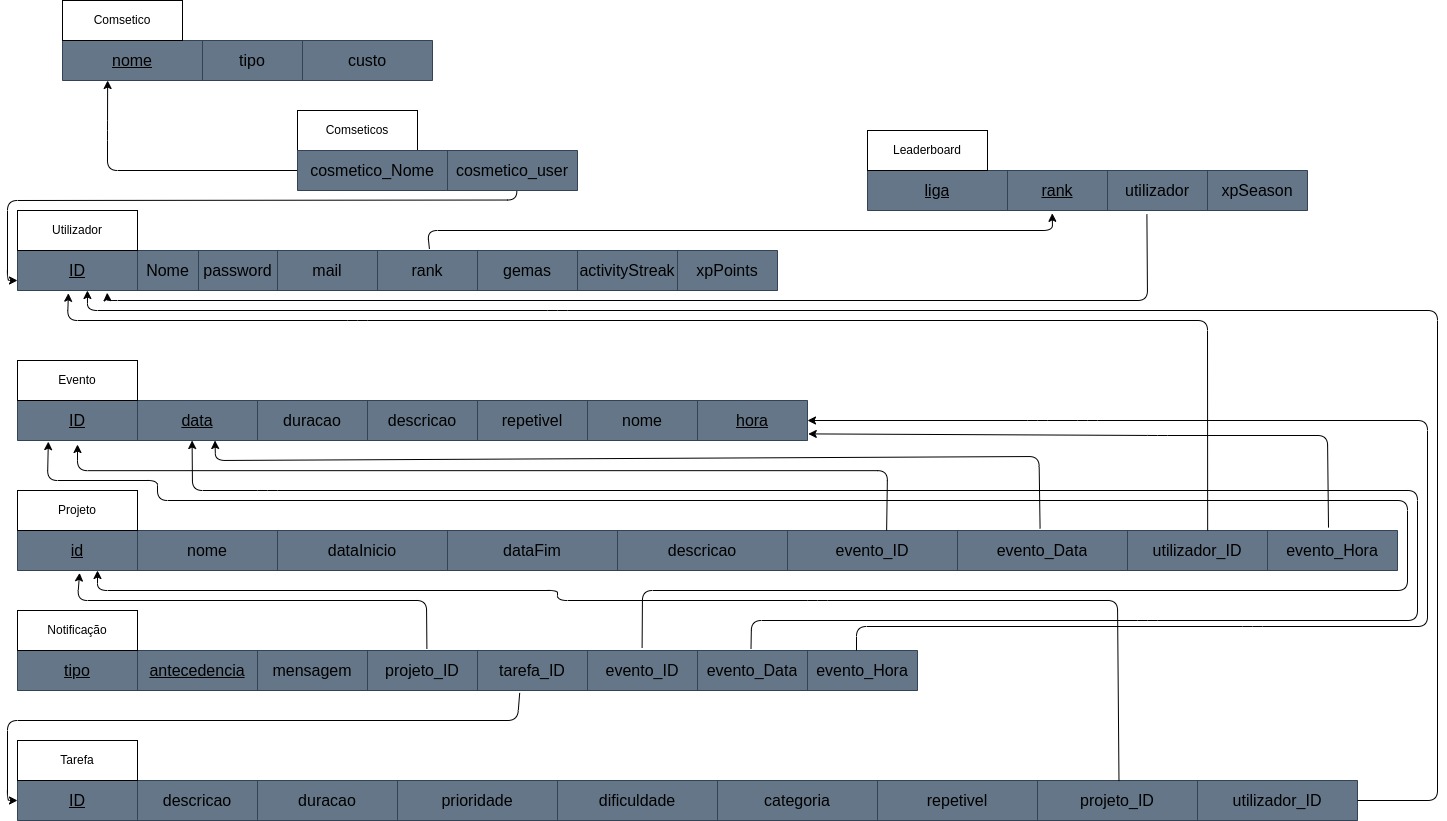 Comsetico
nome tipo custo
Comseticos
cosmetico_Nome cosmetico_user
Leaderboard
liga rank utilizador xpSeason
Utilizador
ID Nome password mail rank gemas activityStreak xpPoints
Evento
ID data duracao descricao repetivel nome hora
Projeto
id nome dataInicio dataFim descricao evento_ID evento_Data utilizador_ID evento_Hora
Notificação
tipo antecedencia mensagem projeto_ID tarefa_ID evento_ID evento_Data evento_Hora
Tarefa
ID descricao duracao prioridade dificuldade categoria repetivel projeto_ID utilizador_ID